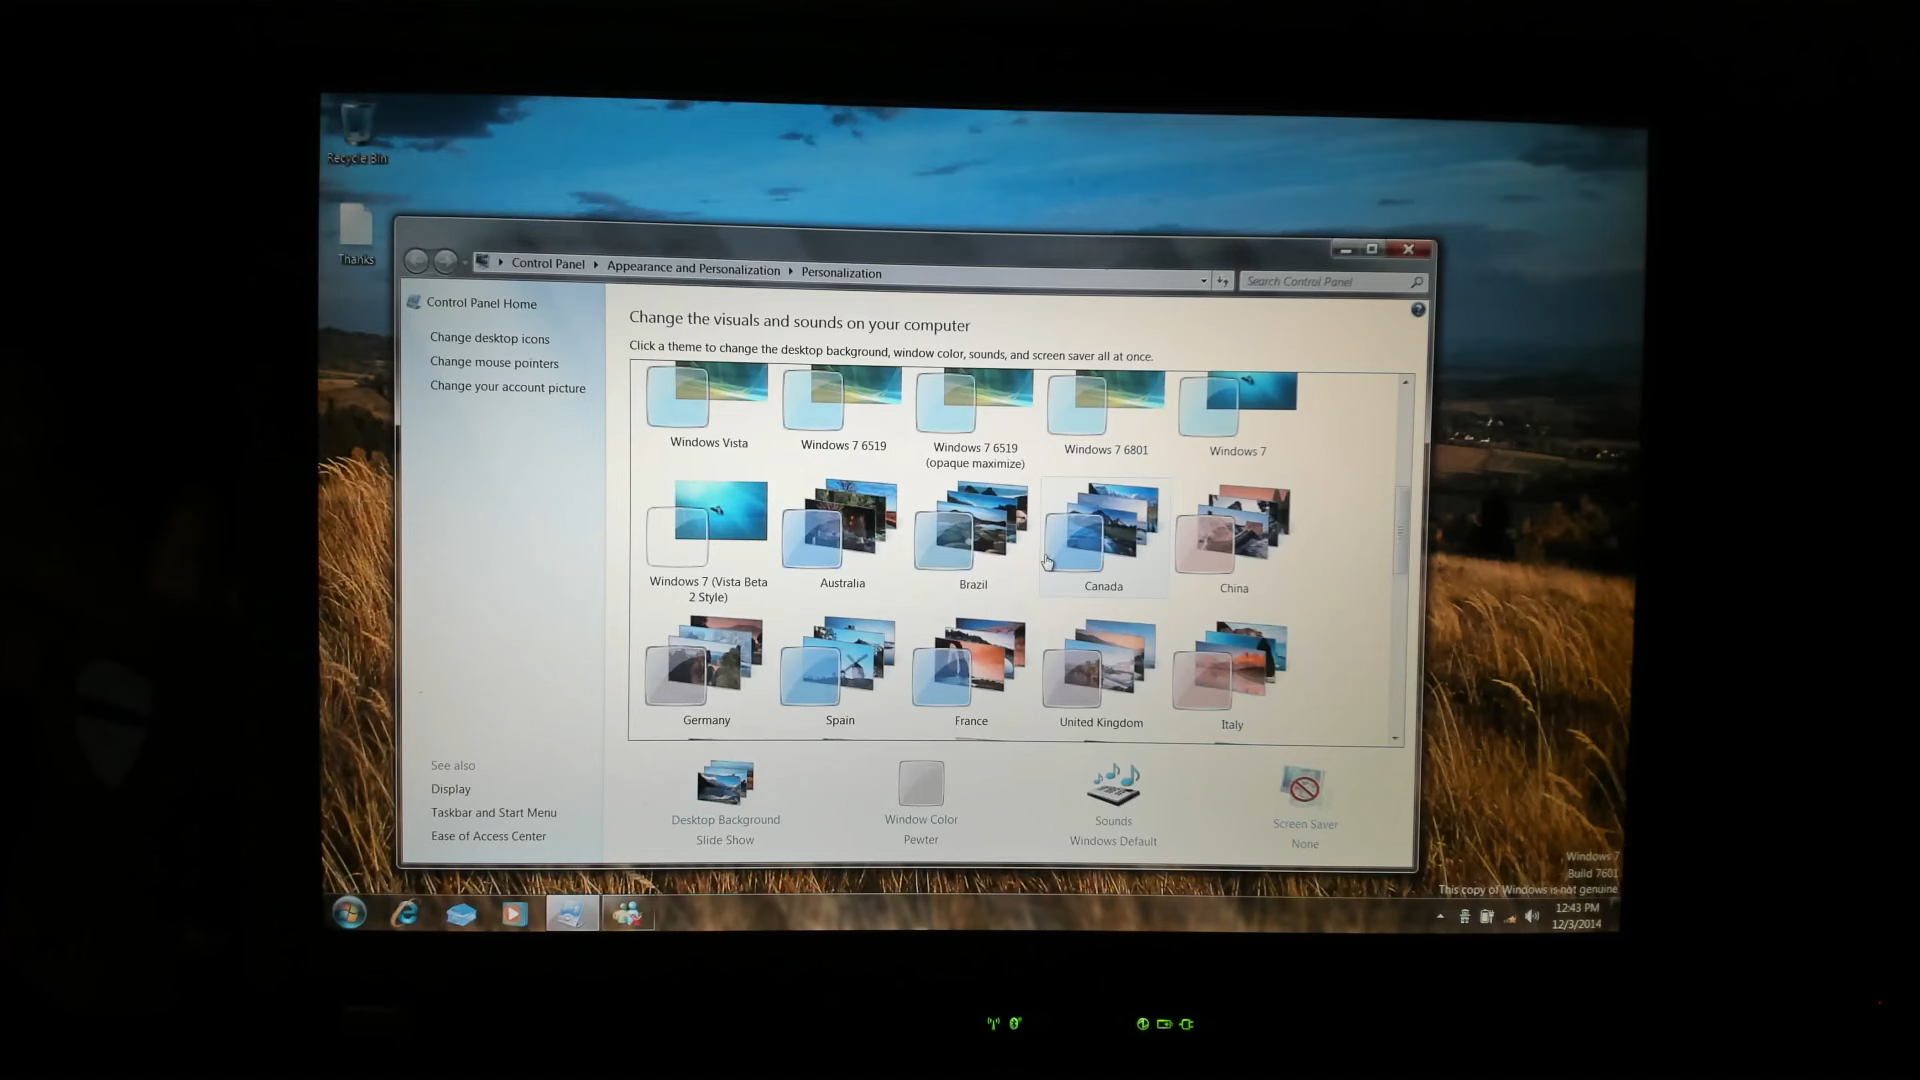 Recycle Bin
Thanks
Control Panel
Appearance and Personalization
Personalization
Search Control Panel
Control Panel Home
Change desktop icons
Change mouse pointers
Change your account picture
Change the visuals and sounds on your computer
Click a theme to change the desktop background, window color, sounds, and screen saver all at once.
Windows Vista
Windows 7 6519
Windows 7 6519
(opaque maximize)
Windows 7 6801
Windows 7
Windows 7 (Vista Beta
2 Style)
Australia
Brazil
Canada
China
Germany
Spain
France
United Kingdom
Italy
See also
Display
Taskbar and Start Menu
Ease of Access Center
Desktop Background
Slide Show
Window Color
Pewter
Sounds
Windows Default
Screen Saver
None
Windows 7
Build 7601
This copy of Windows is not genuine
12:43 PM
12/3/2014